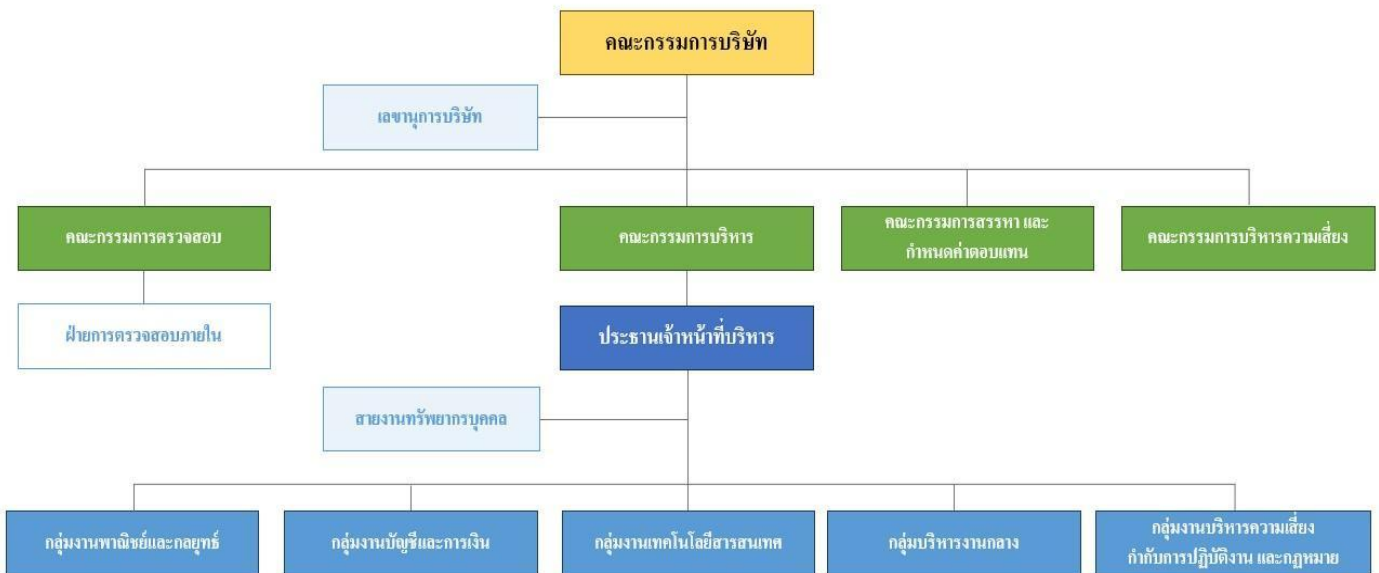 คณะกรรมการบริษัท
เลขานุการบริษัท
คณะกรรมการตรวจสอบ
คณะกรรมการบริหาร
คณะกรรมการสรรหา และ
กำหนดค่าตอบแทน
คณะกรรมการบริหารความเสี่ยง
ฝ่ายการตรวจสอบภายใน
ประธานเจ้าหน้าที่บริหาร
สายงานทรัพยากรบุคคล
กลุ่มงานพาณิชย์และกลยุทธ์
กลุ่มงานบัญชีและการเงิน
กลุ่มงานเทคโนโลยีสารสนเทศ
กลุ่มบริหารงานกลาง
กลุ่มงานบริหารความเสี่ยง
กำกับการปฏิบัติงาน และกฎหมาย